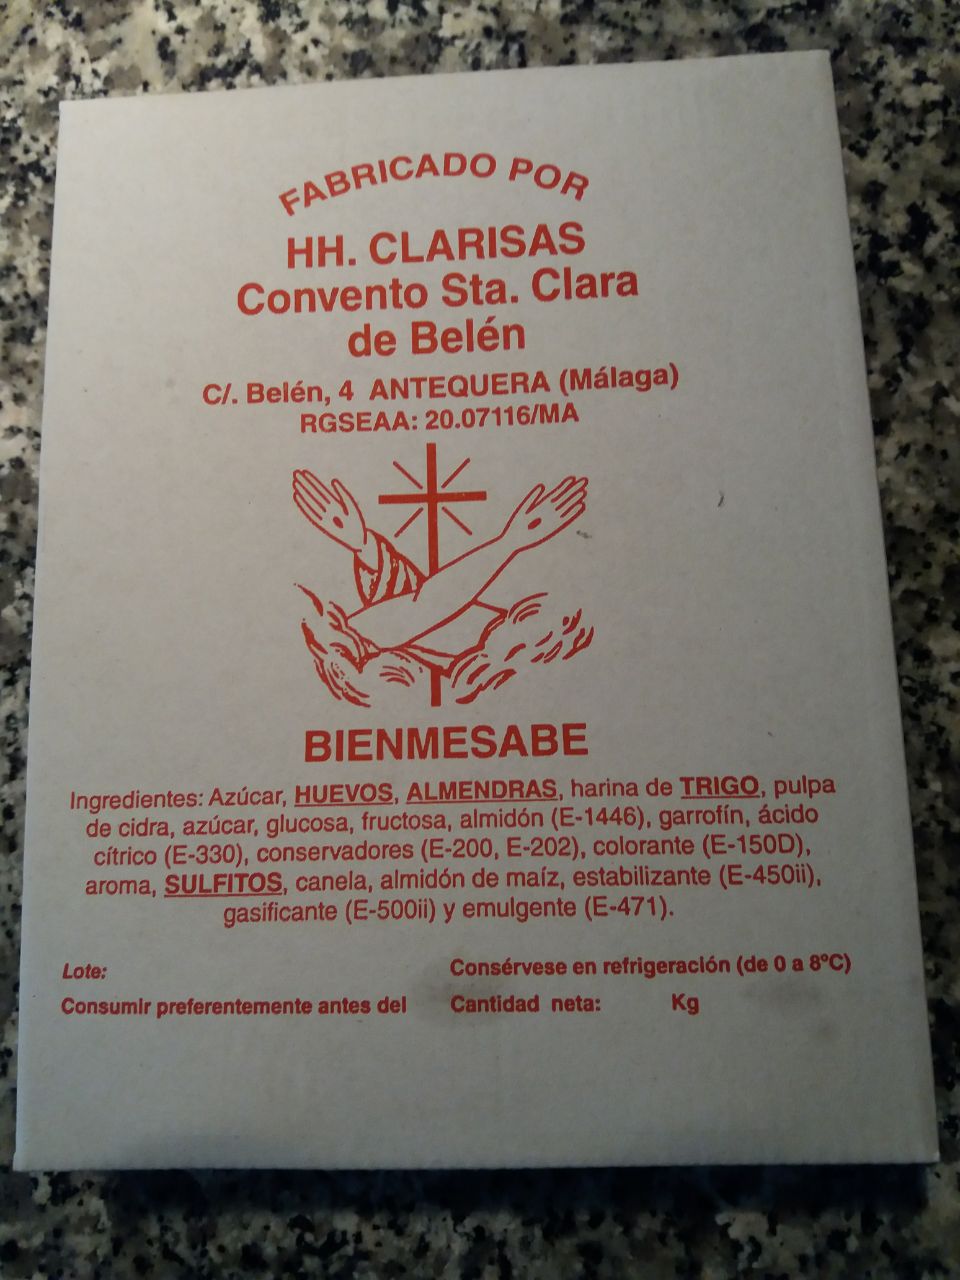 FABRICADO POR
HH. CLARISAS
Convento Sta. Clara
de Belén
C/. Belén, 4 ANTEQUERA (Málaga)
RGSEAA: 20.07116/MA
BIENMESABE
Ingredientes: Azúcar, HUEVOS, ALMENDRAS, harina de TRIGO, pulpa
de cidra, azúcar, glucosa, fructosa, almidón (E-1446), garrofín, ácido
cítrico (E-330), conservadores (E-200, E-202), colorante (E-150D),
aroma, SULFITOS, canela, almidón de maíz, estabilizante (E-450ii),
gasificante (E-500ii) y emulgente (E-471).
Lote:
Consérvese en refrigeración (de 0 a 8ºC)
Consumir preferentemente antes del
Cantidad neta: Kg